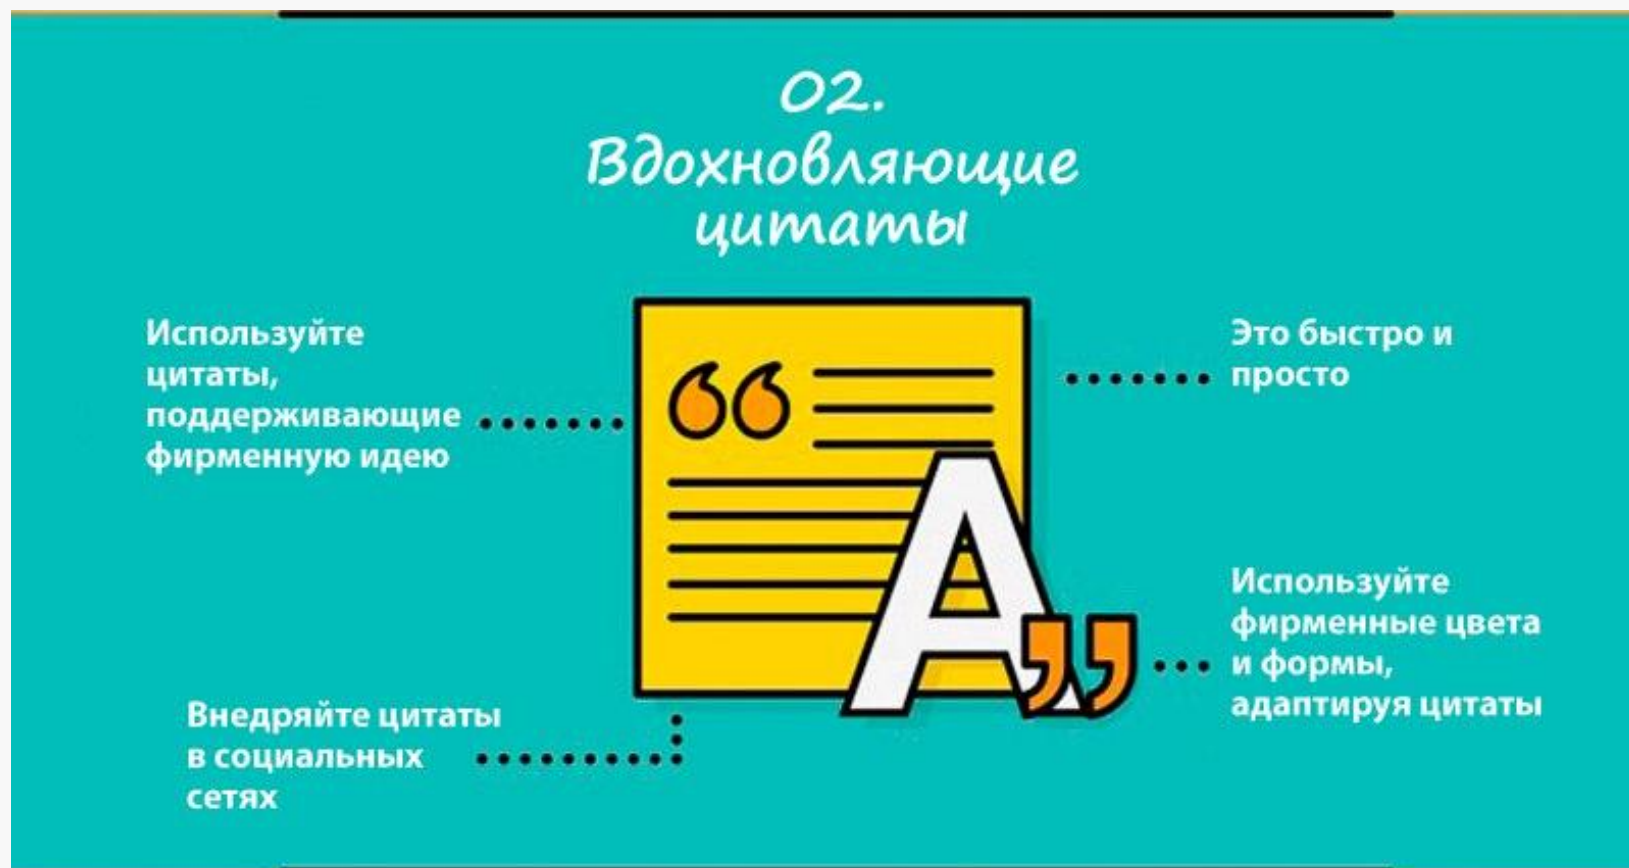 02.
Вдохновляющие
цитаты
Используйте
цитаты,
поддерживающие
фирменную идею
Это быстро и
просто
Используйте
фирменные цвета
и формы,
адаптируя цитаты
Внедряйте цитаты
в социальных
сетях
A